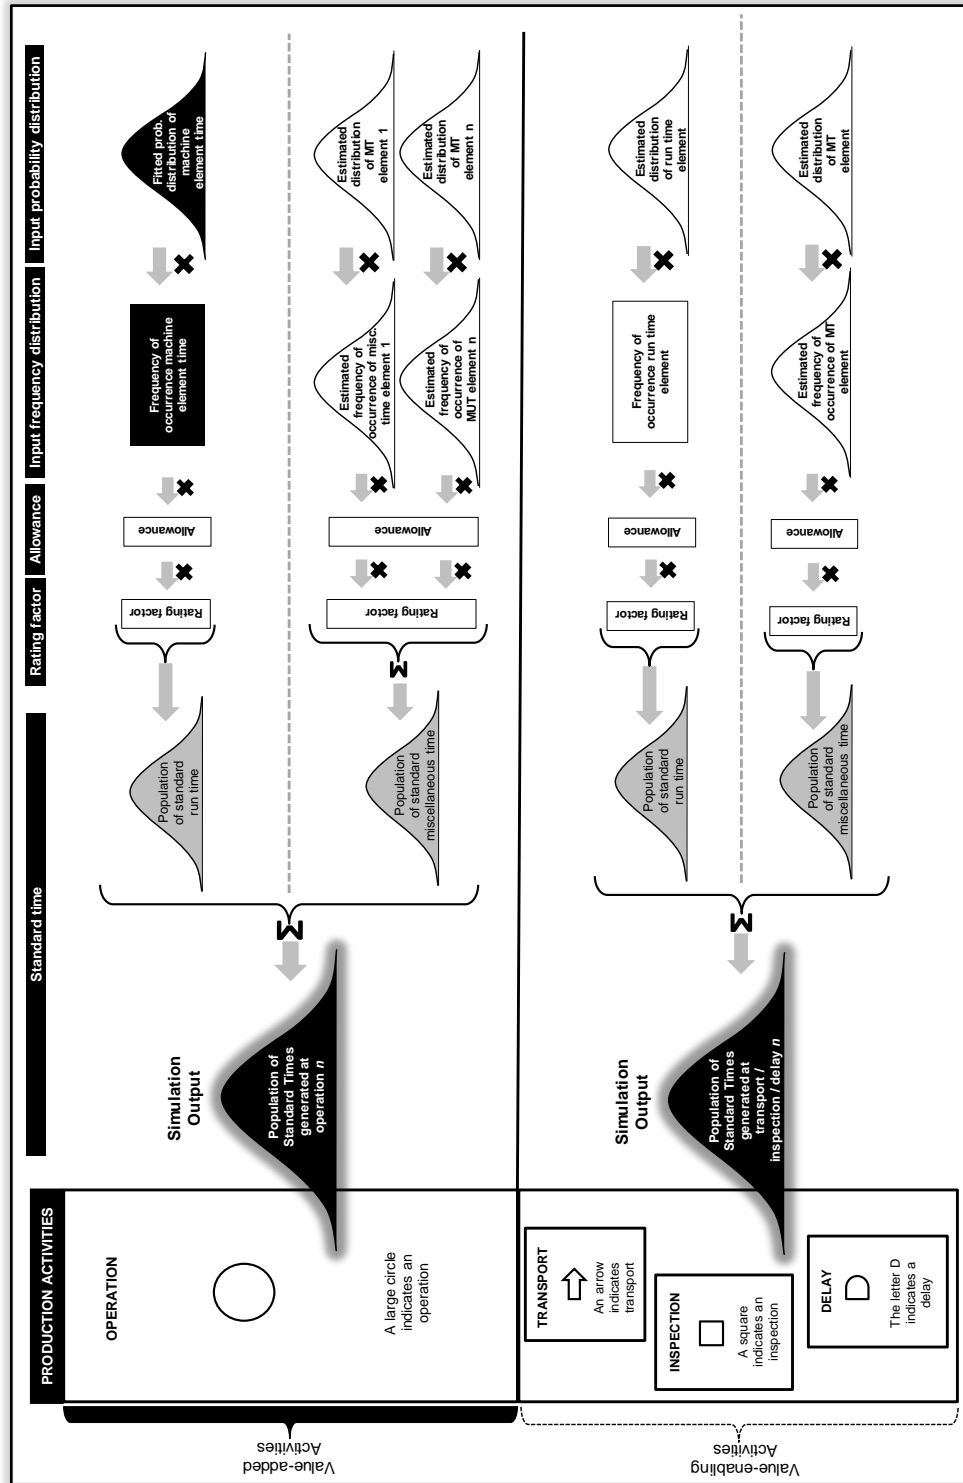 PRODUCTION ACTIVITIES
Standard time
Rating factor
Allowance
Input frequency distribution
Input probability distribution
Value-added
Activities
OPERATION
A large circle
indicates an
operation
Simulation
Output
Population of
Standard Times
generated at
operation n
Σ
Population
of standard
run time
Rating factor
Allowance
Frequency of
occurrence machine
element time
Fitted prob.
distribution of
machine
element time
Population
of standard
miscellaneous time
Σ
Rating factor
Allowance
Estimated
frequency of
occurrence of misc.
time element 1
Estimated
distribution
of MT
element 1
Estimated
frequency of
occurrence of
MUT element n
Estimated
distribution
of MT
element n
Value-enabling
Activities
TRANSPORT
An arrow
indicates
transport
INSPECTION
A square
indicates an
inspection
DELAY
The letter D
indicates a
delay
Simulation
Output
Population of
Standard Times
generated at
transport /
inspection / delay n
Σ
Population
of standard
run time
Rating factor
Allowance
Frequency of
occurrence run time
element
Estimated
distribution
of run time
element
Population
of standard
miscellaneous time
Rating factor
Allowance
Estimated
frequency of
occurrence of MT
element
Estimated
distribution
of MT
element